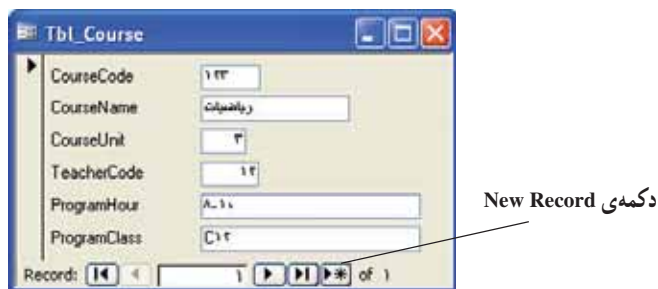 Tbl_Course
CourseCode ۱۲۳
CourseName ریاضیات
CourseUnit ۳
TeacherCode ۱۲
ProgramHour ۸-۱۰
ProgramClass C۱۲
Record: ۱ of ۱
دکمه‌ی New Record